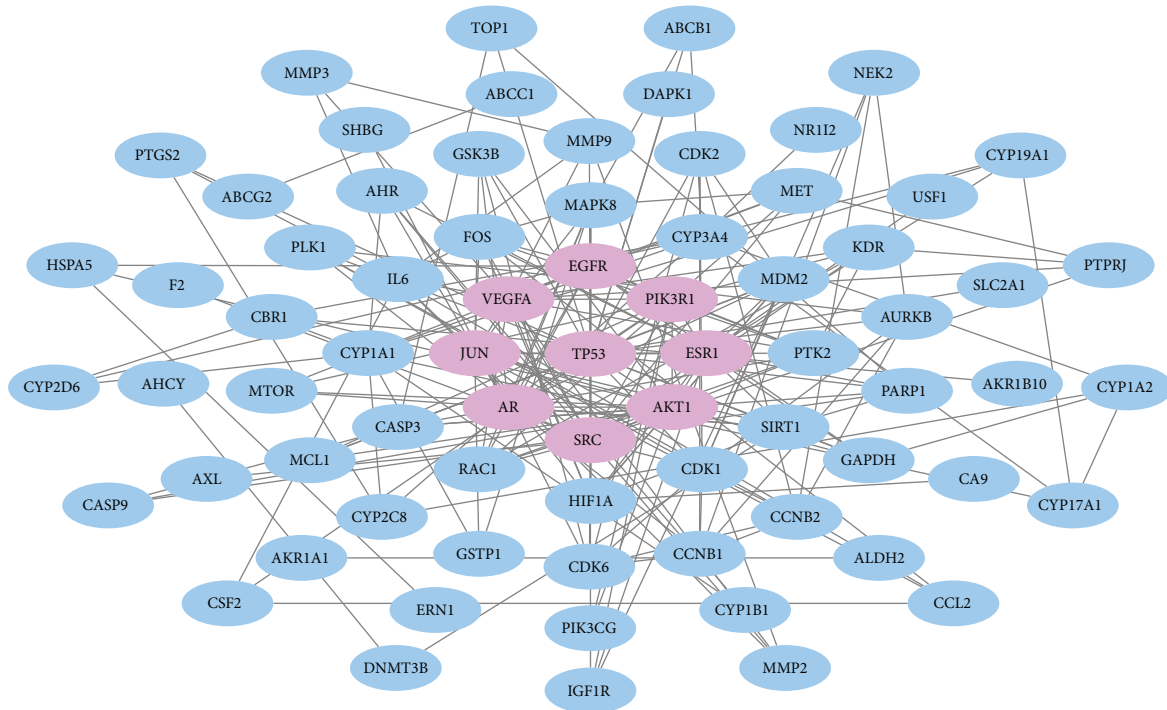 TOP1
ABCB1
MMP3
NEK2
ABCC1
DAPK1
SHBG
NR1I2
MMP9
PTGS2
GSK3B
CDK2
CYP19A1
ABCG2
AHR
MET
USF1
MAPK8
FOS
CYP3A4
PLK1
KDR
HSPA5
EGFR
PTPRJ
F2
IL6
MDM2
SLC2A1
VEGFA
PIK3R1
CBR1
AURKB
CYP1A1
JUN
TP53
ESR1
PTK2
CYP2D6
AHCY
MTOR
PARP1
AKR1B10
CYP1A2
AR
AKT1
CASP3
SIRT1
SRC
MCL1
RAC1
CDK1
GAPDH
AXL
CA9
CASP9
HIF1A
CYP17A1
CYP2C8
CCNB2
AKR1A1
GSTP1
CCNB1
ALDH2
CDK6
CSF2
ERN1
CYP1B1
CCL2
PIK3CG
DNMT3B
MMP2
IGF1R